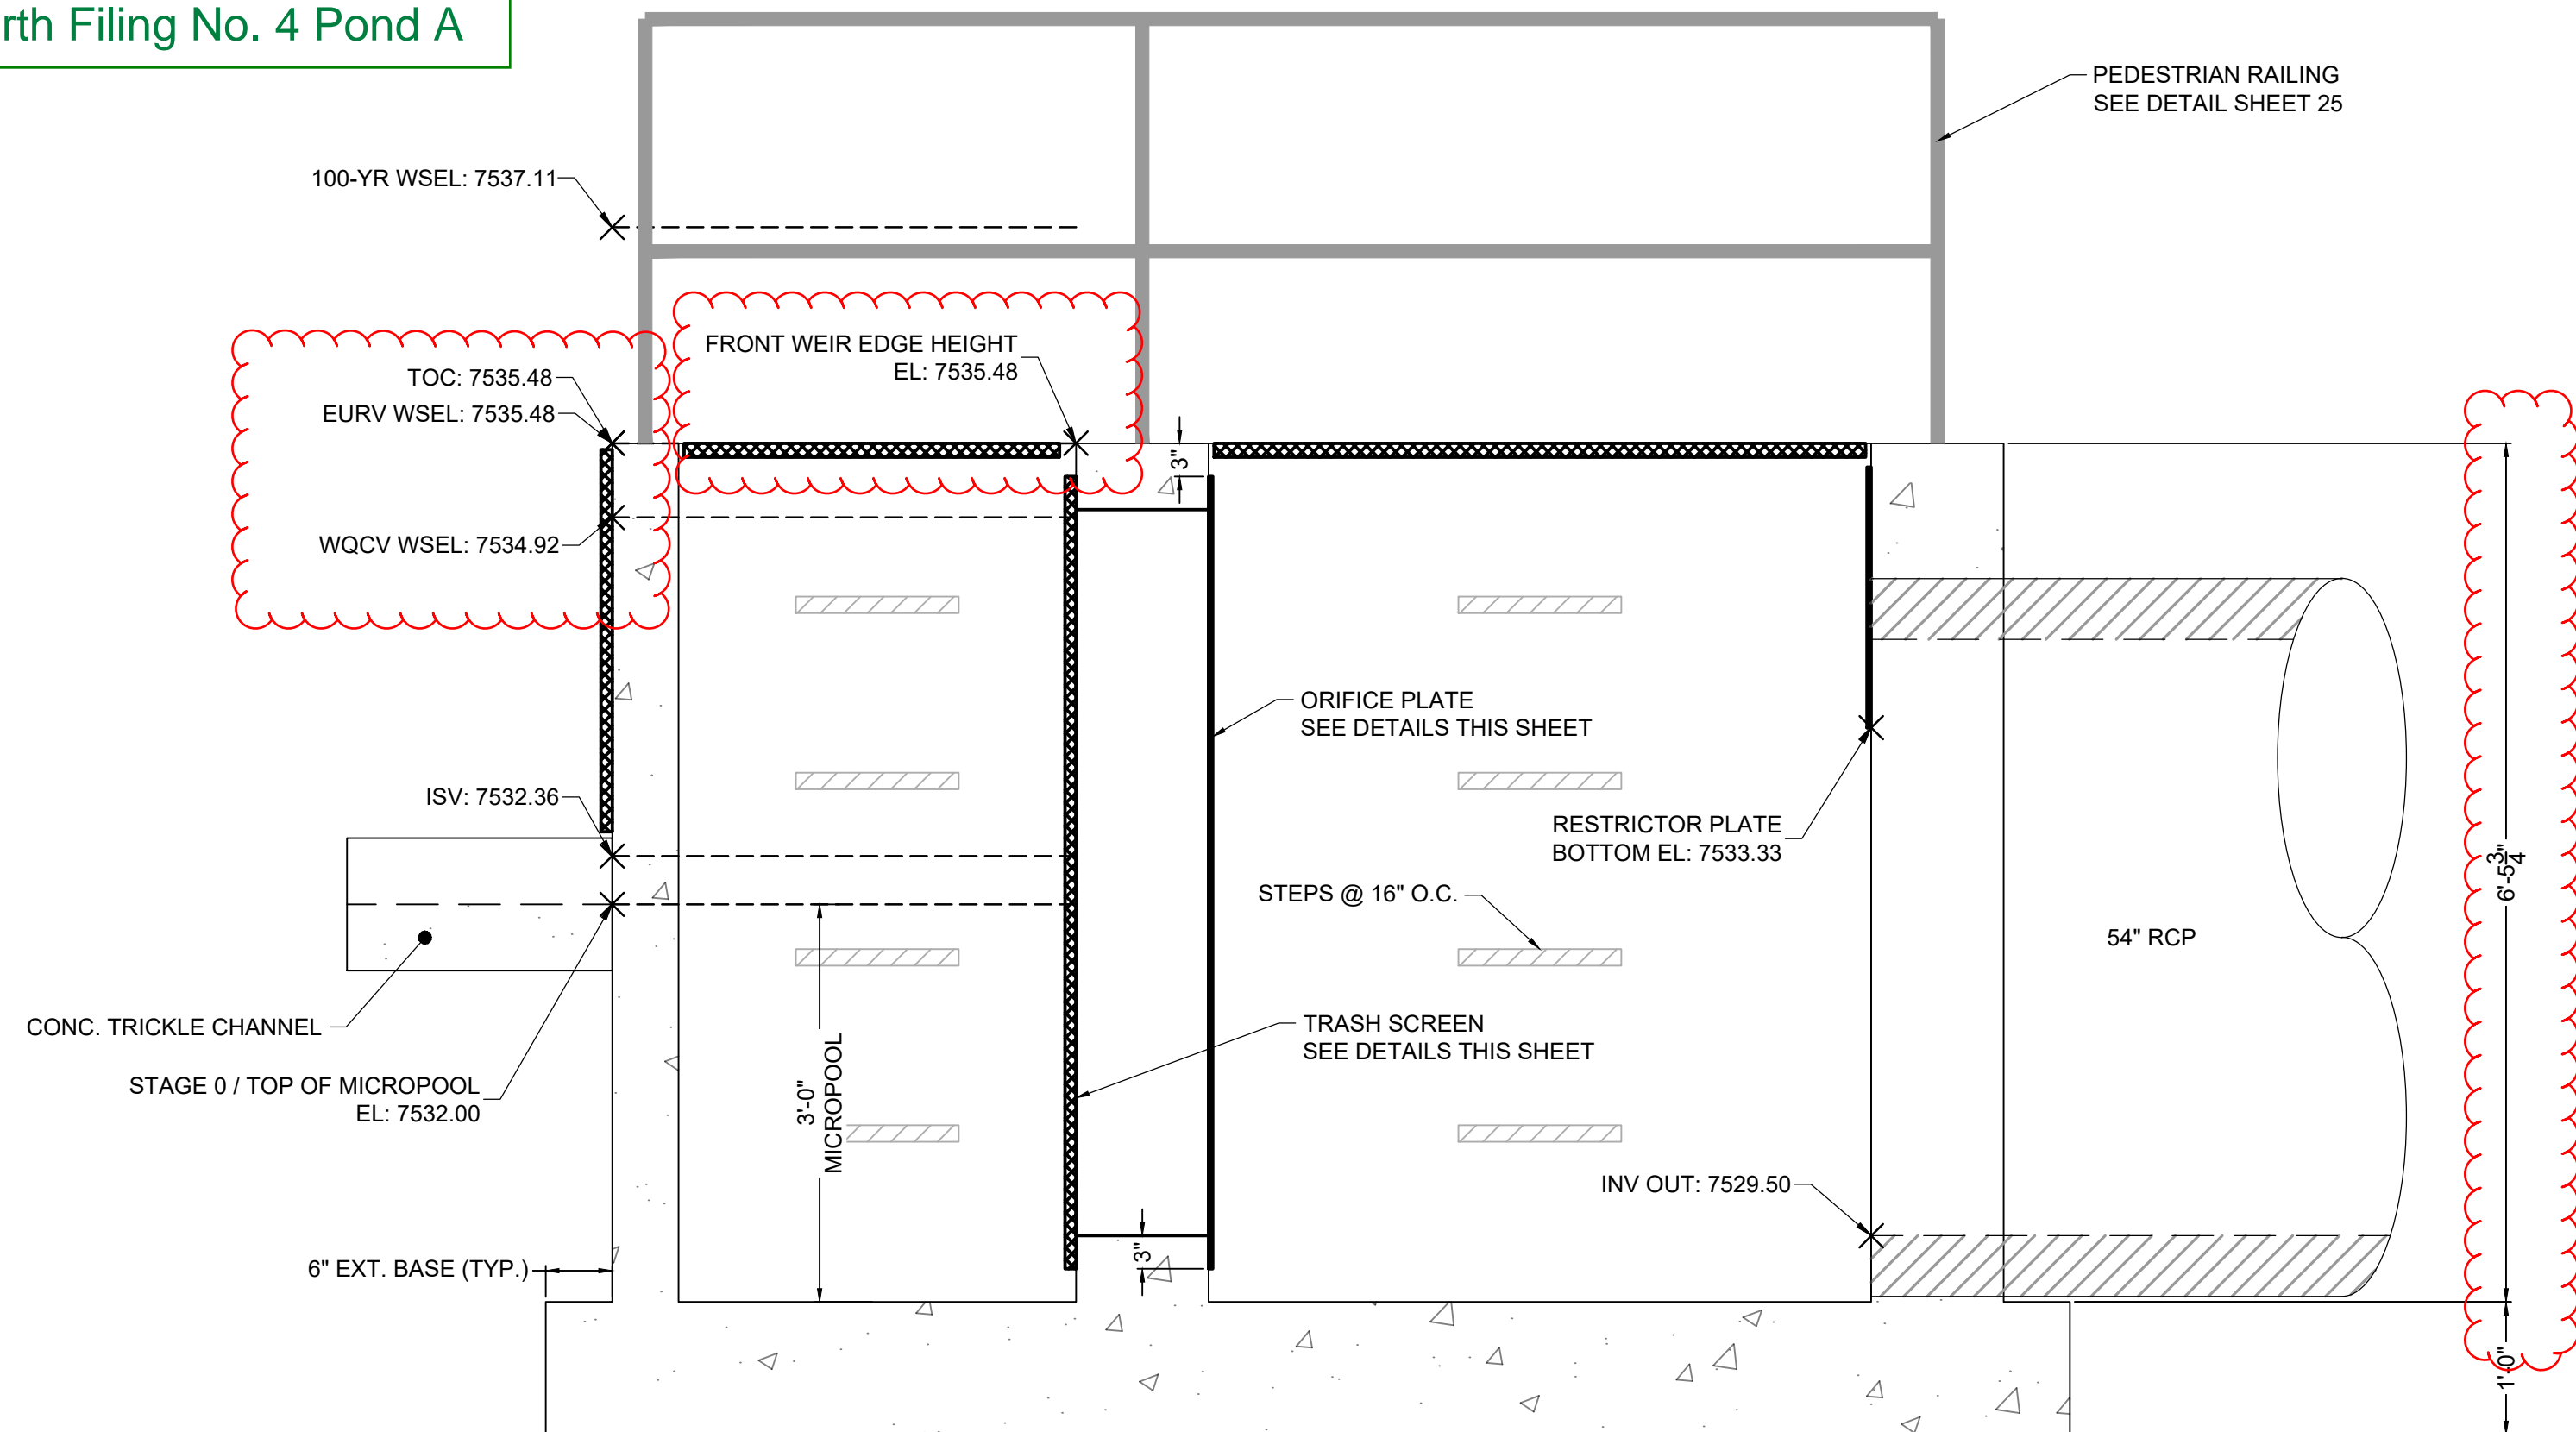 rth Filing No. 4 Pond A
PEDESTRIAN RAILING
SEE DETAIL SHEET 25
100-YR WSEL: 7537.11
FRONT WEIR EDGE HEIGHT
EL: 7535.48
TOC: 7535.48
EURV WSEL: 7535.48
3"
WQCV WSEL: 7534.92
ORIFICE PLATE
SEE DETAILS THIS SHEET
ISV: 7532.36
RESTRICTOR PLATE
BOTTOM EL: 7533.33
6'-5 3/4"
STEPS @ 16" O.C.
54" RCP
CONC. TRICKLE CHANNEL
TRASH SCREEN
SEE DETAILS THIS SHEET
STAGE 0 / TOP OF MICROPOOL
EL: 7532.00
3'-0"
MICROPOOL
INV OUT: 7529.50
3"
6" EXT. BASE (TYP.)
1'-0"